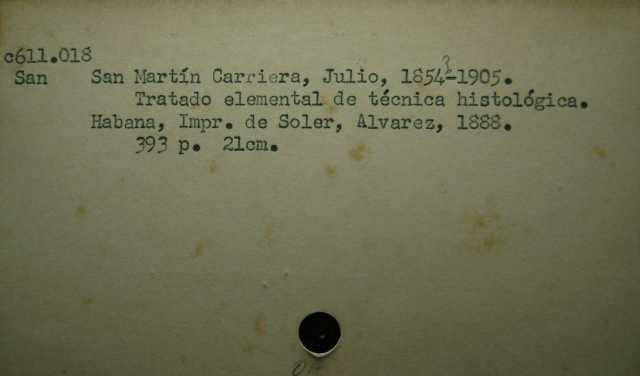 c611.018
San San Martín Carriera, Julio, 1854?-1905.
Tratado elemental de técnica histológica.
Habana, Impr. de Soler, Alvarez, 1888.
393 p. 21cm.